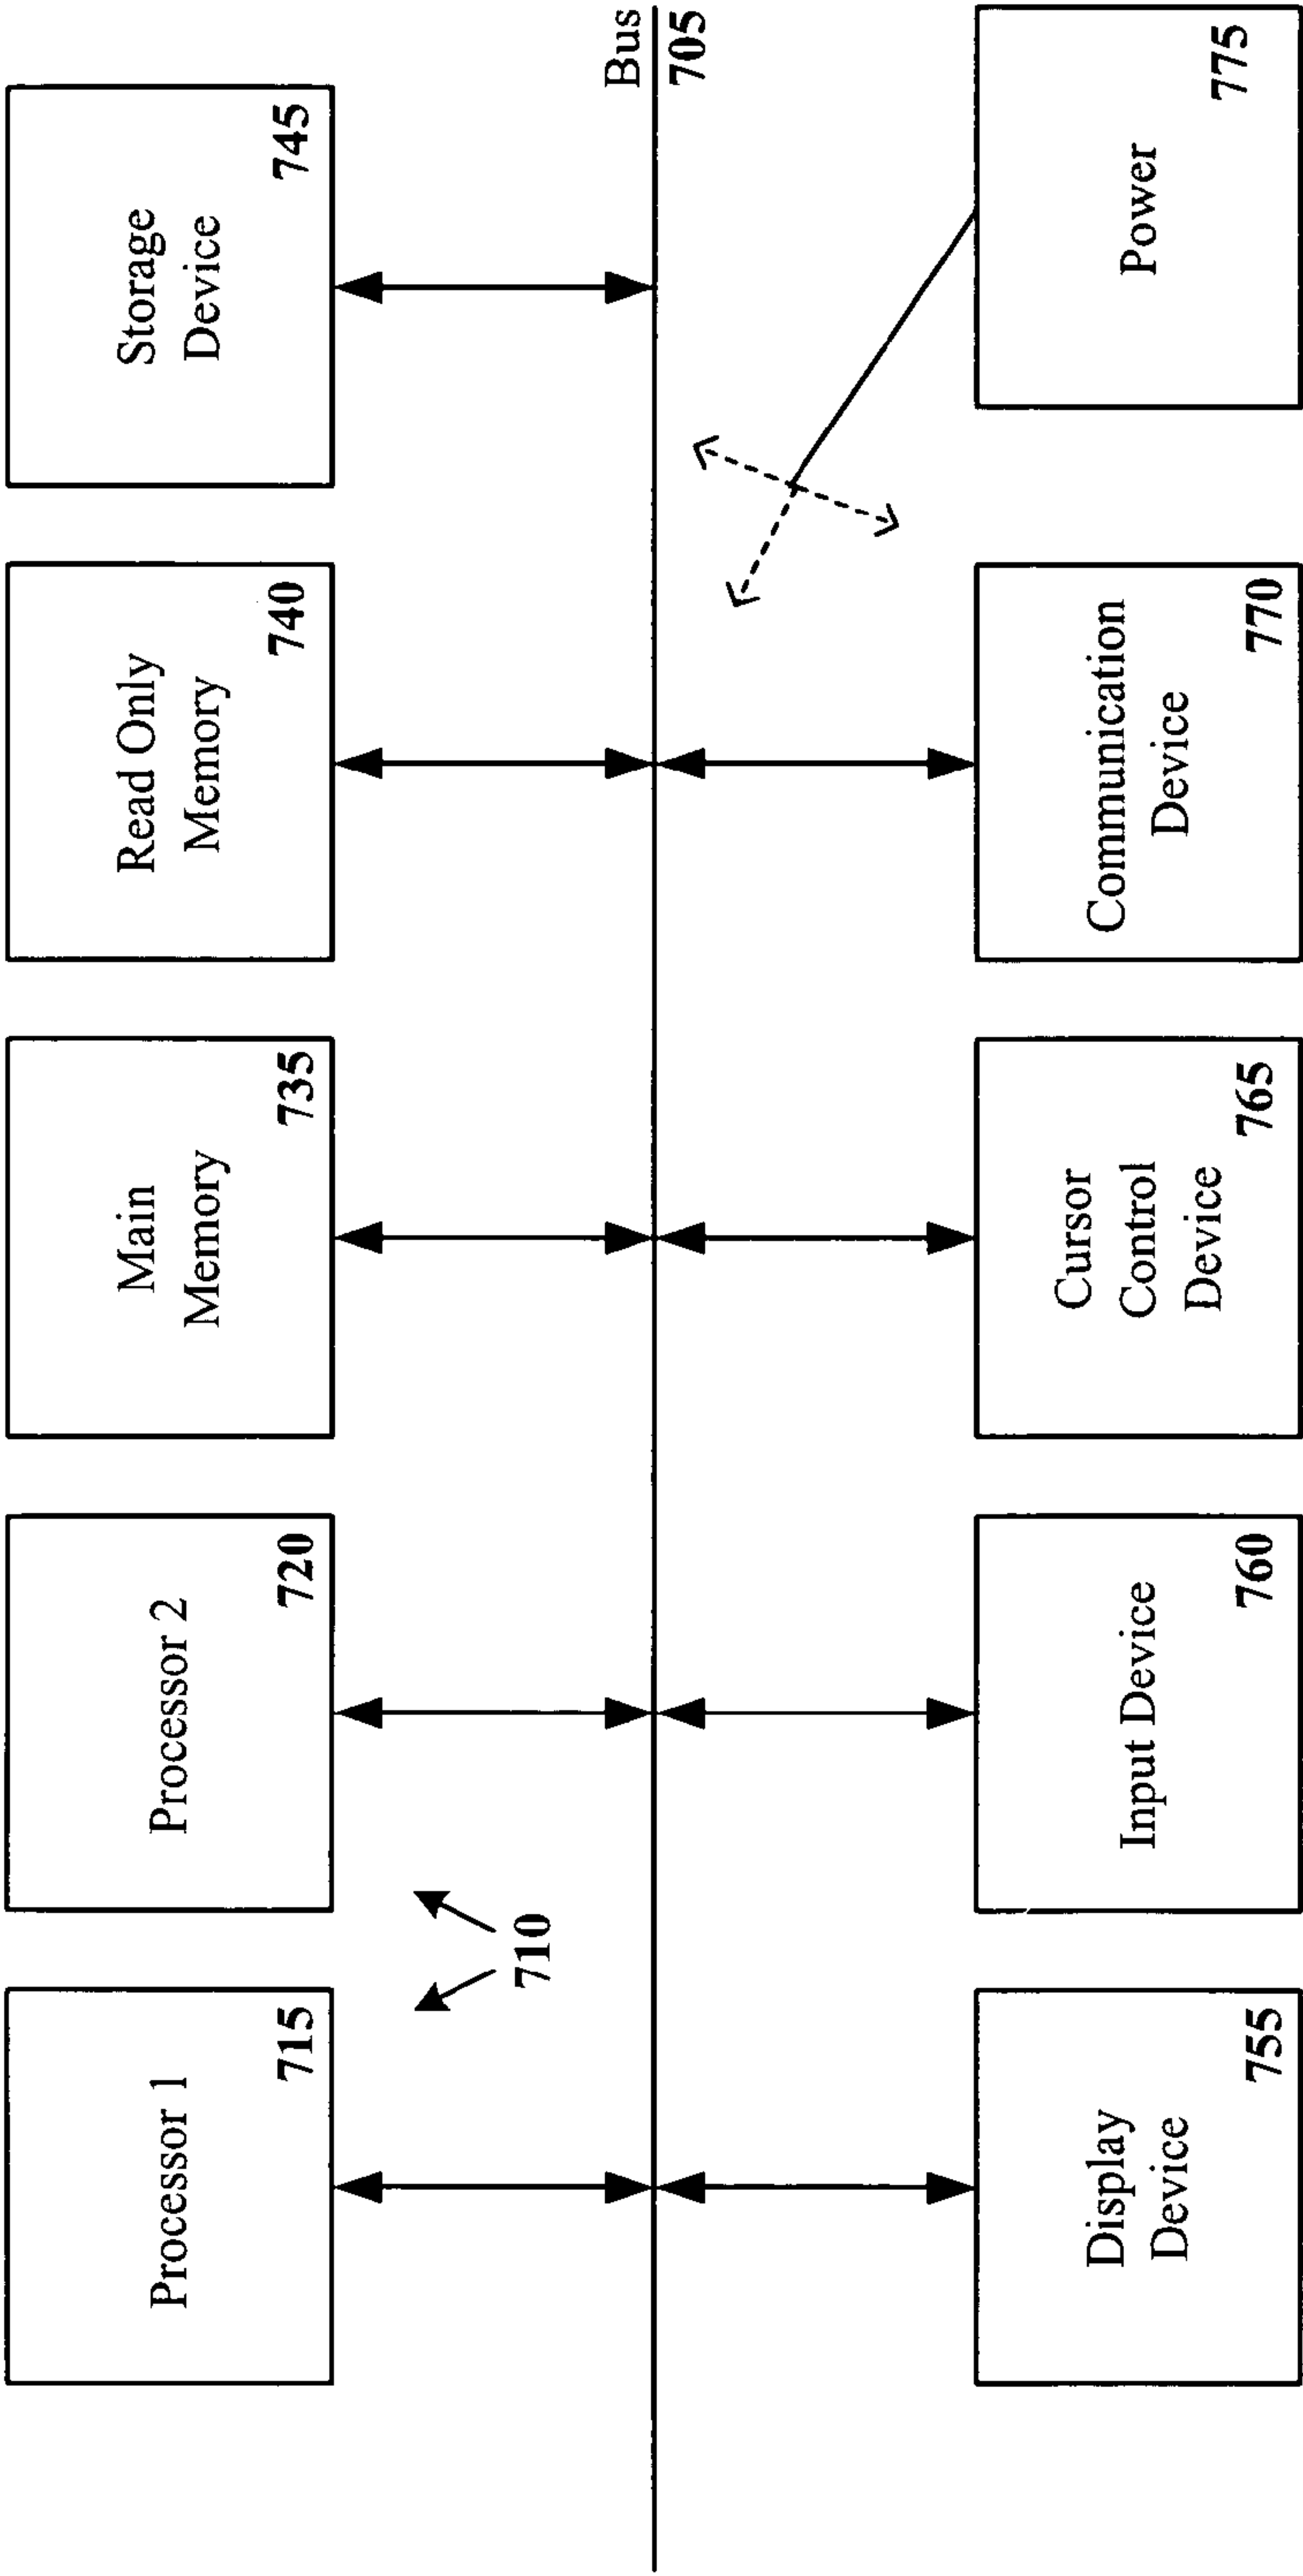 Processor 1
715
Processor 2
720
Main
Memory
735
Read Only
Memory
740
Storage
Device
745
710
Bus
705
Display
Device
755
Input Device
760
Cursor
Control
Device
765
Communication
Device
770
Power
775